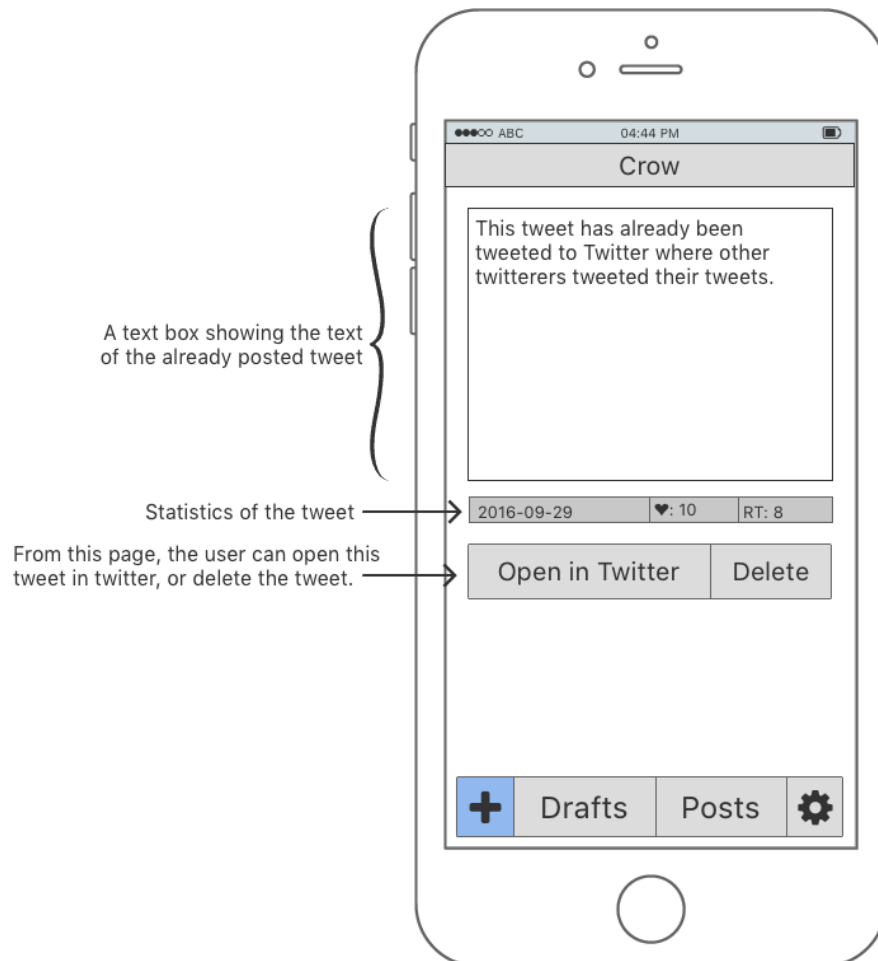 ABC 04:44 PM
Crow
This tweet has already been
tweeted to Twitter where other
twitterers tweeted their tweets.
A text box showing the text
of the already posted tweet
Statistics of the tweet
2016-09-29 ♥: 10 RT: 8
From this page, the user can open this
tweet in twitter, or delete the tweet.
Open in Twitter Delete
Drafts Posts